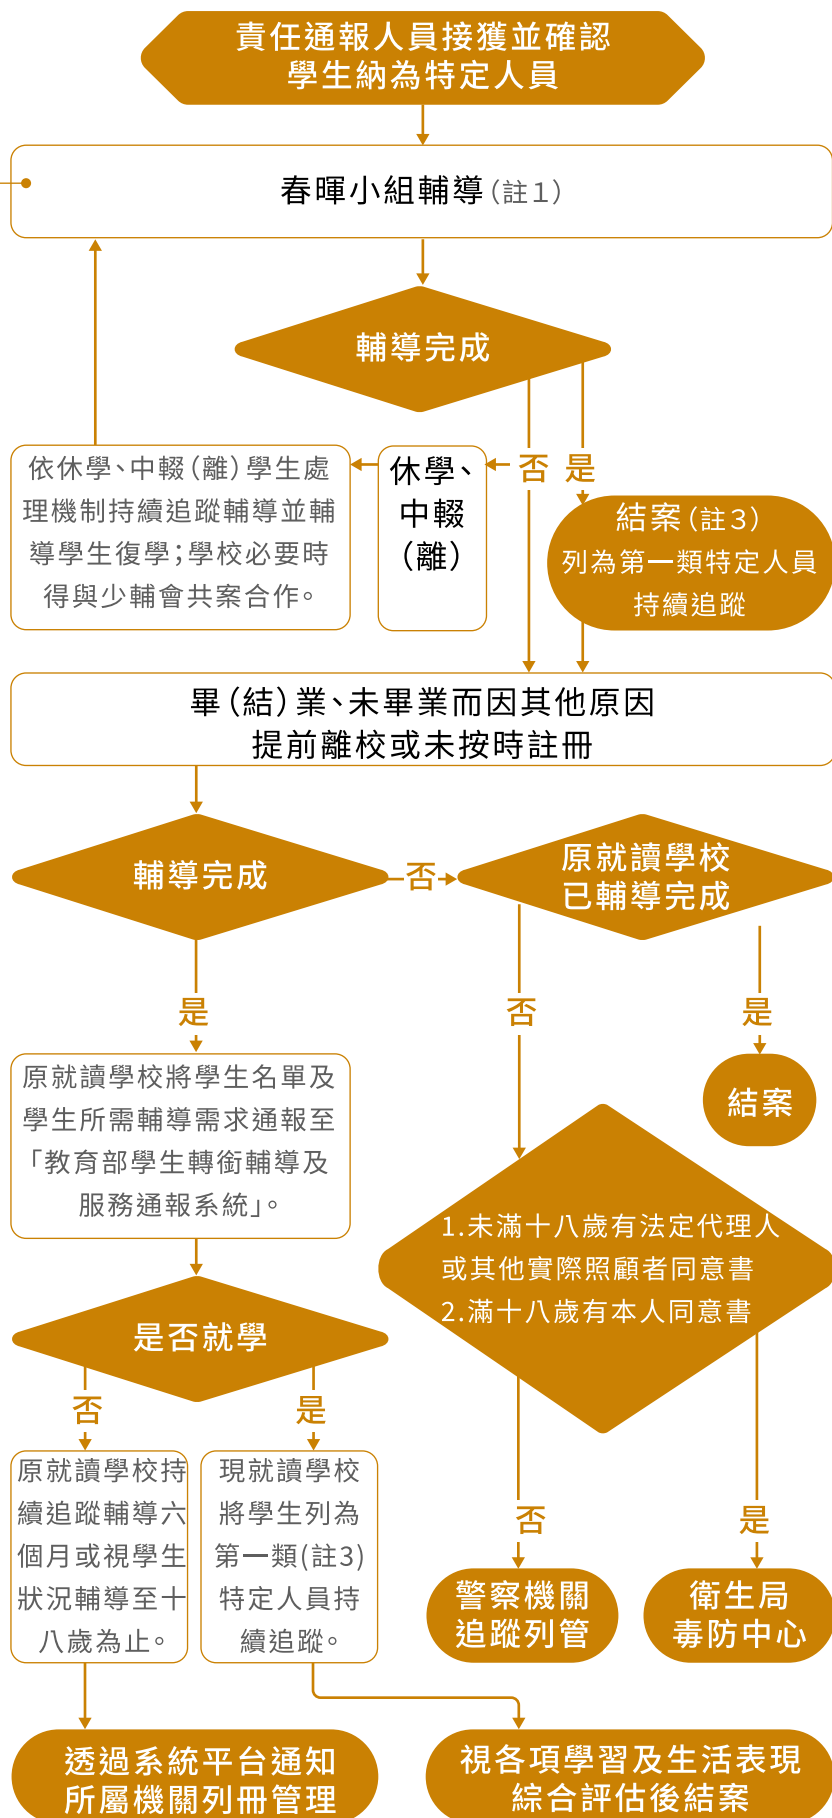 責任通報人員接獲並確認
學生納為特定人員
春暉小組輔導(註1)
輔導完成
否
是
依休學、中輟(離)學生處
理機制持續追蹤輔導並輔
導學生復學;學校必要時
得與少輔會共案合作。
休學、
中輟
(離)
結案(註3)
列為第一類特定人員
持續追蹤
畢(結)業、未畢業而因其他原因
提前離校或未按時註冊
輔導完成
否
原就讀學校
已輔導完成
是
否
是
原就讀學校將學生名單及
學生所需輔導需求通報至
「教育部學生轉銜輔導及
服務通報系統」。
結案
1.未滿十八歲有法定代理人
或其他實際照顧者同意書
2.滿十八歲有本人同意書
是否就學
否
是
原就讀學校持
續追蹤輔導六
個月或視學生
狀況輔導至十
八歲為止。
現就讀學校
將學生列為
第一類(註3)
特定人員持
續追蹤。
否
是
警察機關
追蹤列管
衛生局
毒防中心
透過系統平台通知
所屬機關列冊管理
視各項學習及生活表現
綜合評估後結案